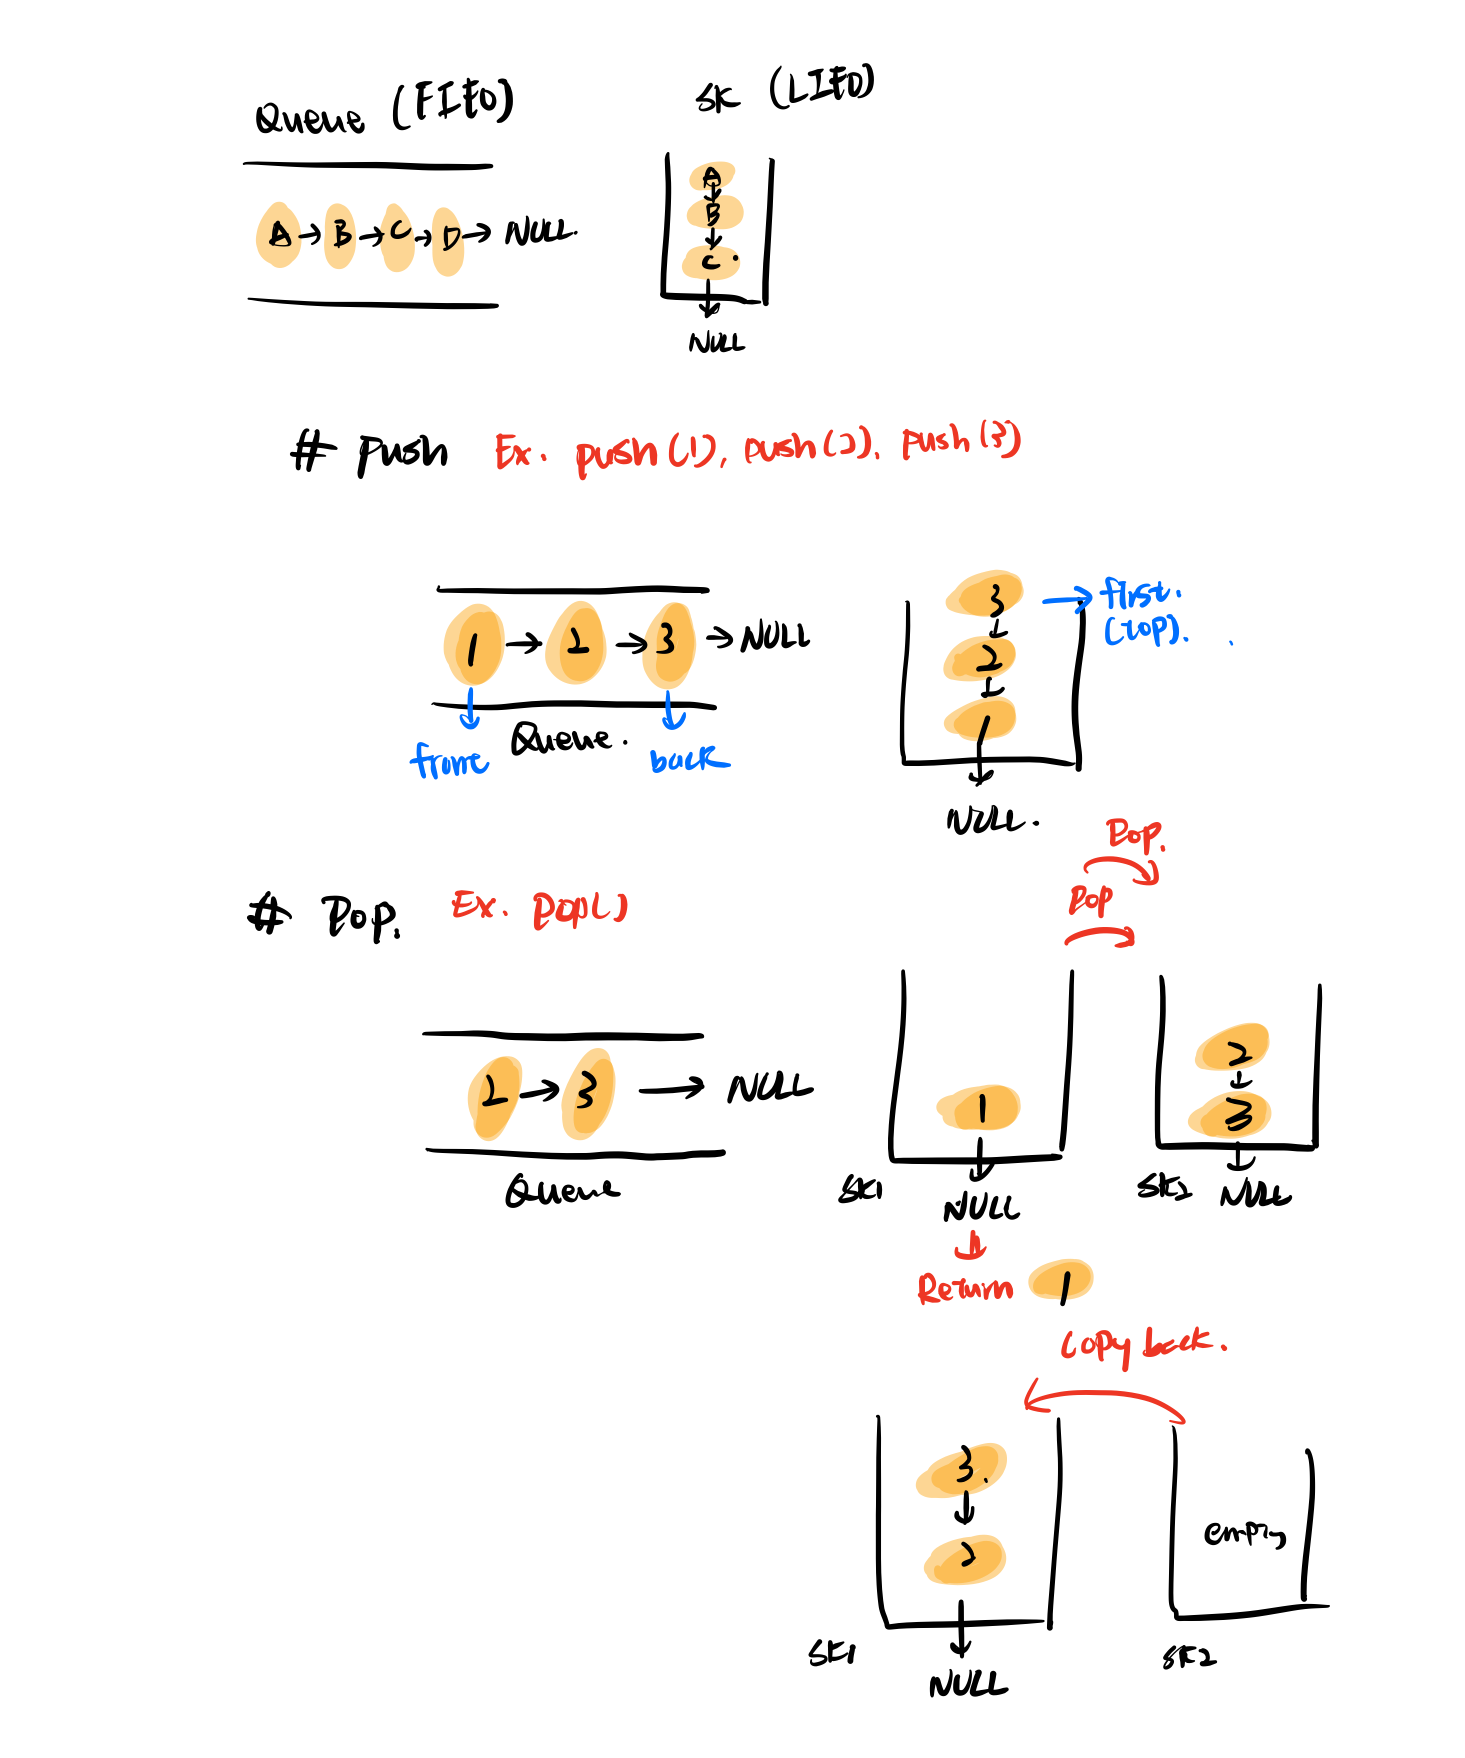 Queue (FIFO)
SK (LIFO)
A → B → C → D → NULL
A
B
C
NULL
# push Ex. push(1), push(2), push(3)
1 → 2 → 3 → NULL
front Queue. back
3 → first.
(top).
2
1
NULL.
# Pop. Ex. pop()
Pop.
Pop
2 → 3 → NULL
Queue
1
SK1 NULL
2
3
SK2 NULL
Return 1
Copy back.
3.
2
SK1
NULL
empty
SK2